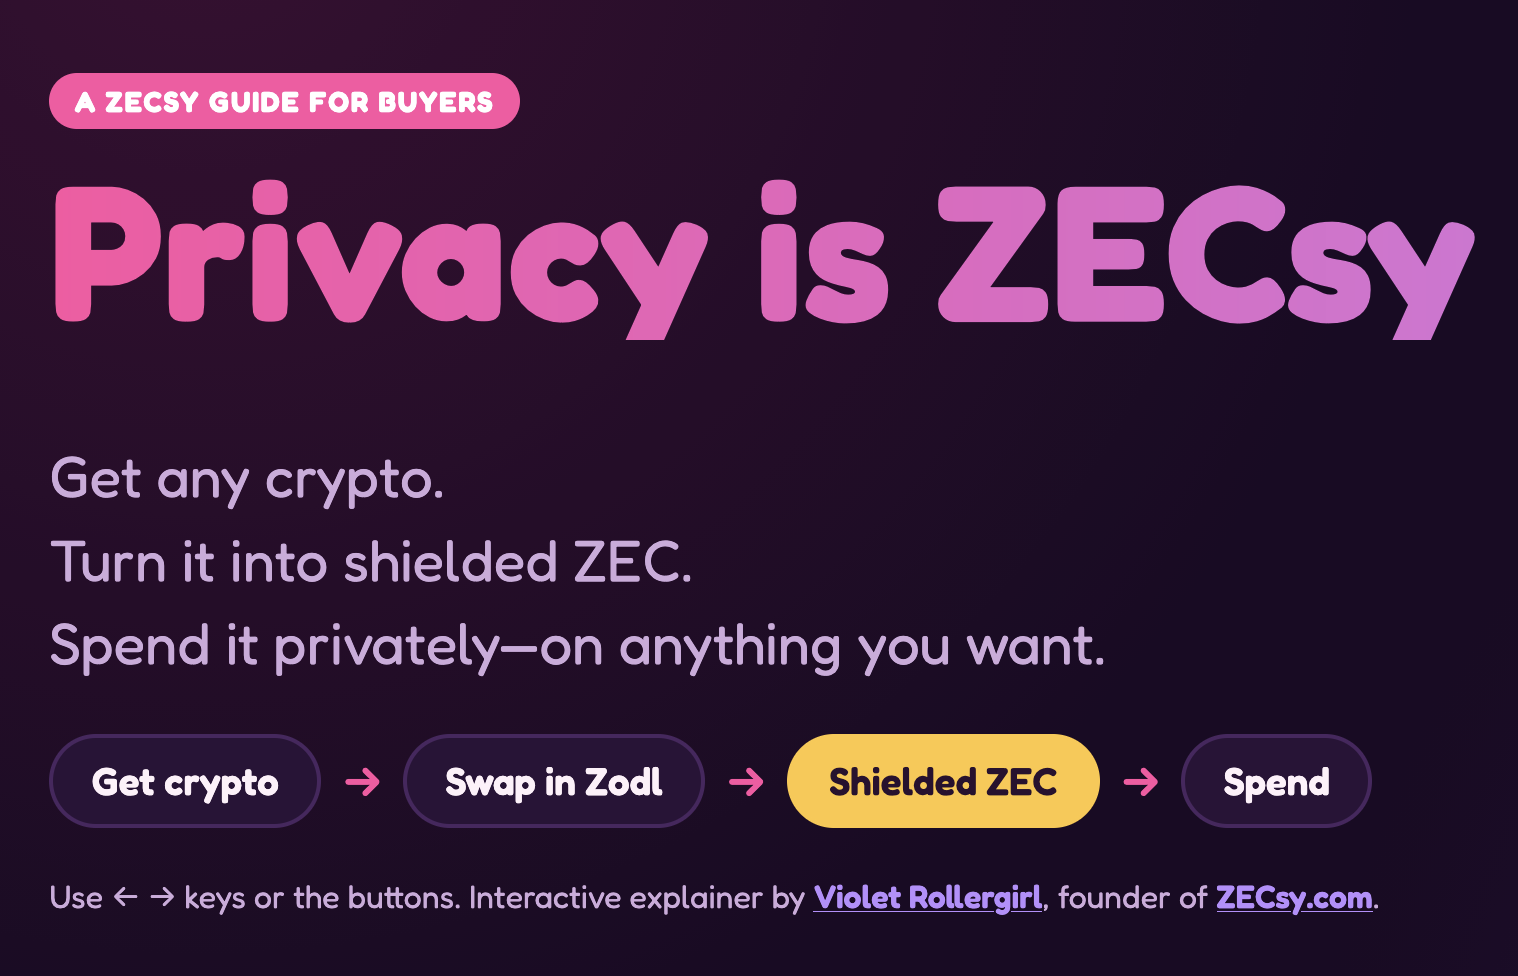 A ZECSY GUIDE FOR BUYERS
Privacy is ZECsy
Get any crypto.
Turn it into shielded ZEC.
Spend it privately—on anything you want.
Get crypto → Swap in Zodl → Shielded ZEC → Spend
Use ← → keys or the buttons. Interactive explainer by Violet Rollergirl, founder of ZECsy.com.